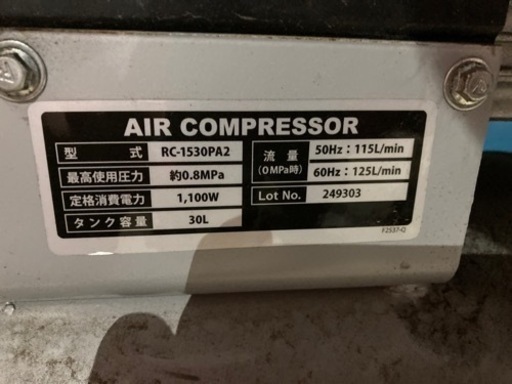 AIR COMPRESSOR
型式 RC-1530PA2
最高使用圧力 約0.8MPa
定格消費電力 1,100W
タンク容量 30L
流量 (0MPa時) 50Hz:115L/min
60Hz:125L/min
Lot No. 249303
F2537-Q